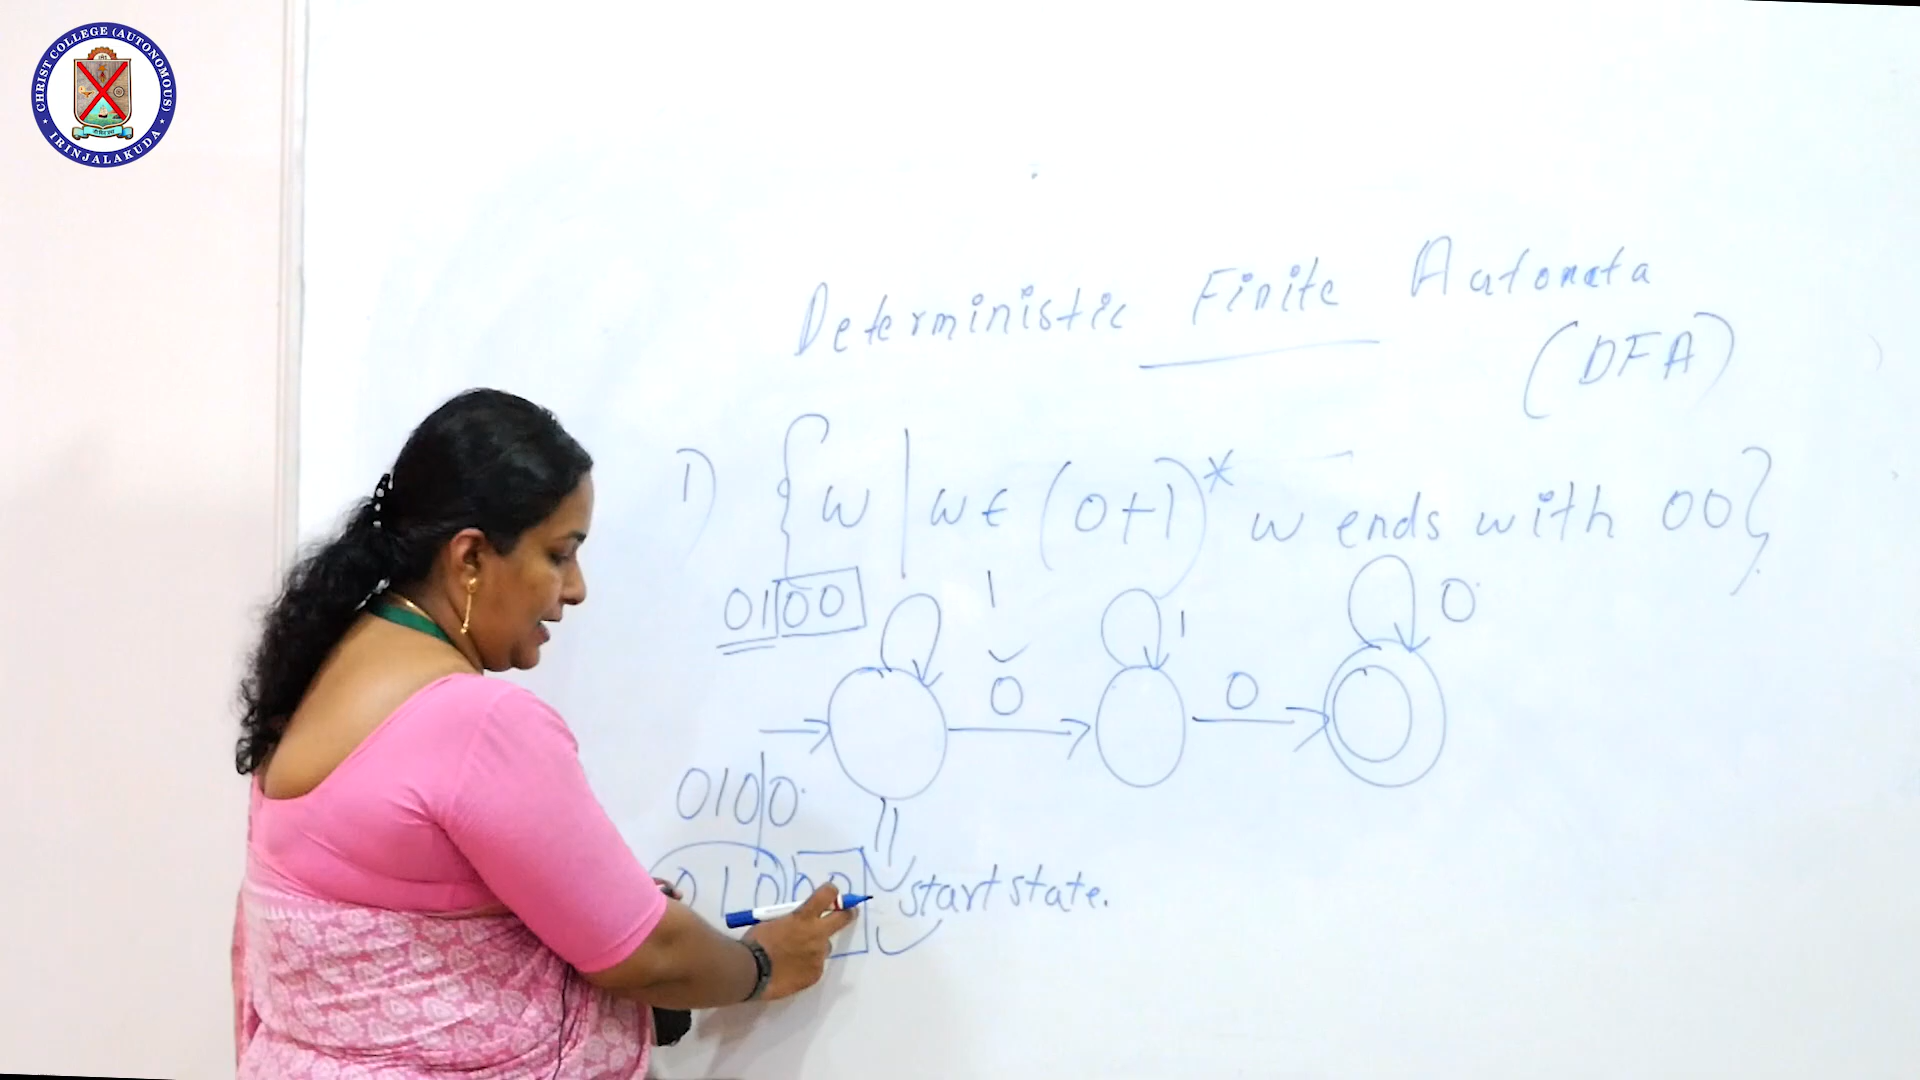 CHRIST COLLEGE (AUTONOMOUS)
IRINJALAKUDA
Deterministic Finite Automata
(DFA)
1) {w | w ϵ (0+1)* w ends with 00}
0100
1
1
0
0
0
0100
01000
start state.